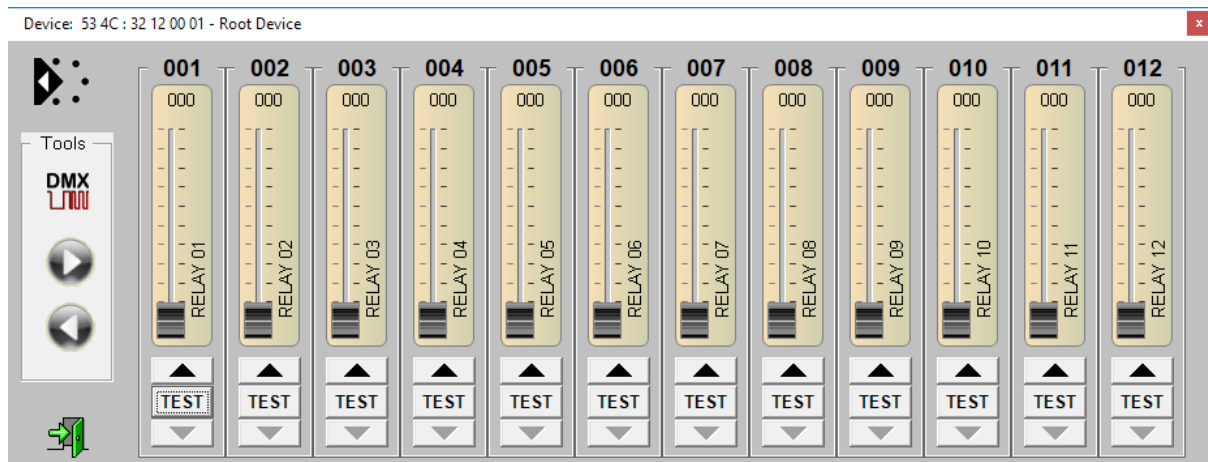 Device: 53 4C : 32 12 00 01 - Root Device
x
001 002 003 004 005 006 007 008 009 010 011 012
000 000 000 000 000 000 000 000 000 000 000 000
Tools
DMX
RELAY 01
RELAY 02
RELAY 03
RELAY 04
RELAY 05
RELAY 06
RELAY 07
RELAY 08
RELAY 09
RELAY 10
RELAY 11
RELAY 12
TEST TEST TEST TEST TEST TEST TEST TEST TEST TEST TEST TEST